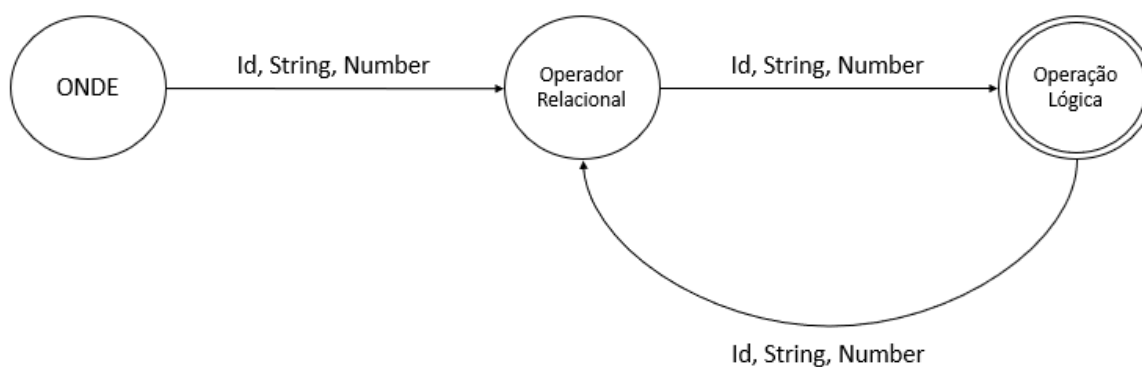 ONDE
Id, String, Number
Operador
Relacional
Id, String, Number
Operação
Lógica
Id, String, Number